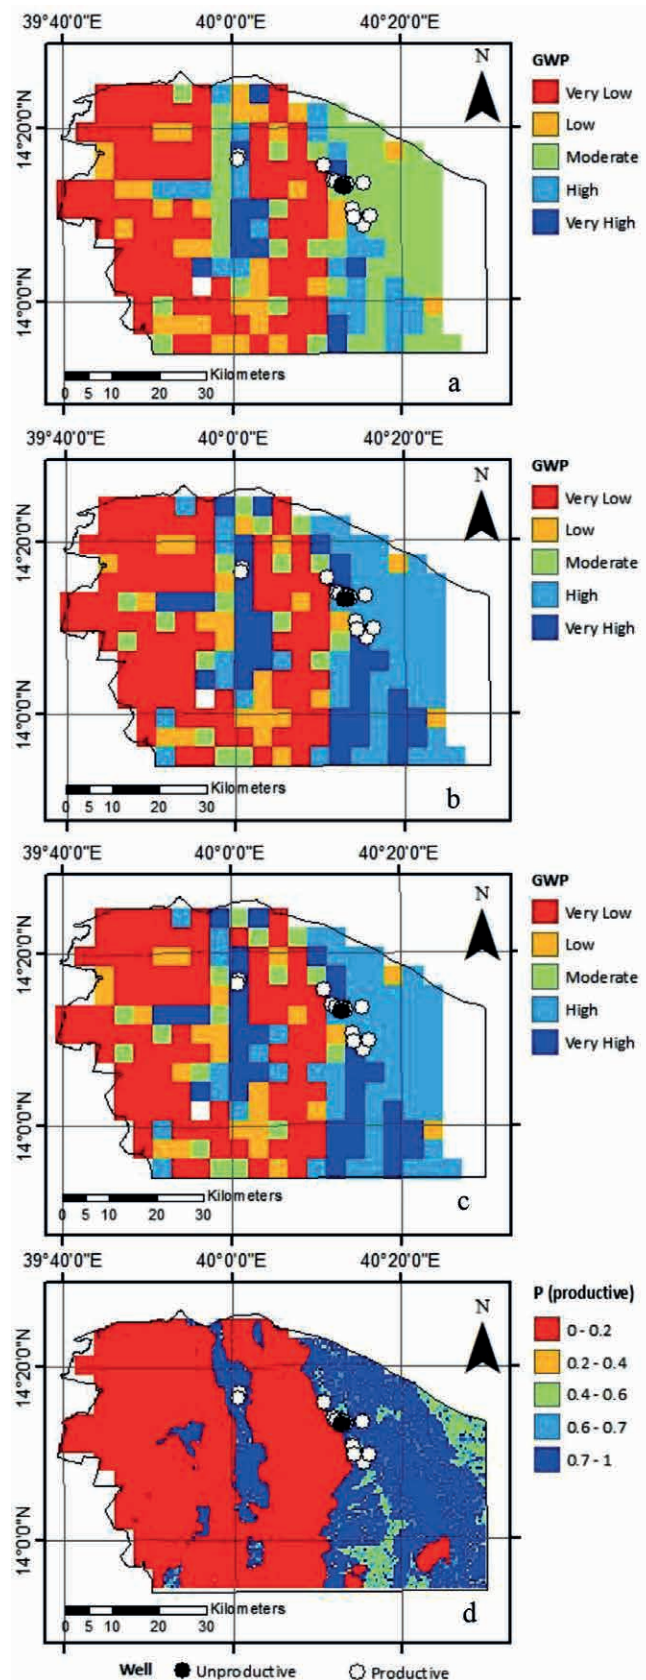 39°40'0"E 40°0'0"E 40°20'0"E
N
GWP
Very Low
Low
Moderate
High
Very High
14°20'0"N
14°0'0"N
Kilometers
0 5 10 20 30
a
39°40'0"E 40°0'0"E 40°20'0"E
N
GWP
Very Low
Low
Moderate
High
Very High
14°20'0"N
14°0'0"N
Kilometers
0 5 10 20 30
b
39°40'0"E 40°0'0"E 40°20'0"E
N
GWP
Very Low
Low
Moderate
High
Very High
14°20'0"N
14°0'0"N
Kilometers
0 5 10 20 30
c
39°40'0"E 40°0'0"E 40°20'0"E
N
P (productive)
0 - 0.2
0.2 - 0.4
0.4 - 0.6
0.6 - 0.7
0.7 - 1
14°20'0"N
14°0'0"N
Kilometers
0 5 10 20 30
d
Well Unproductive Productive